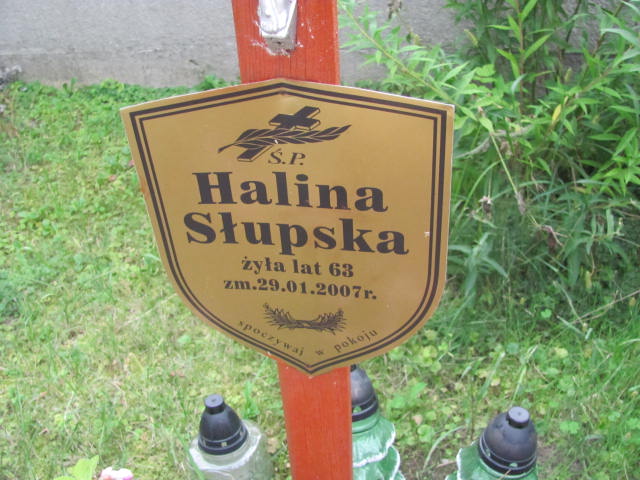 Ś.P.
Halina
Słupska
żyła lat 63
zm.29.01.2007r.
spoczywaj w pokoju